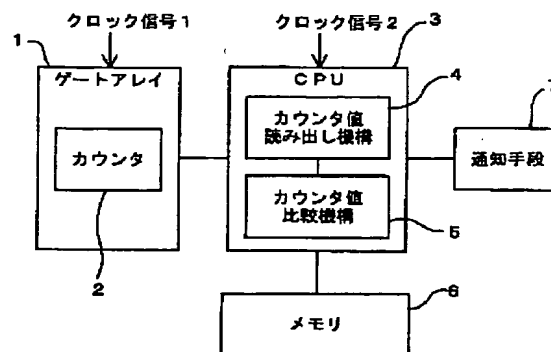 クロック信号1
クロック信号2
1
3
ゲートアレイ
CPU
4
カウンタ
カウンタ値
読み出し機構
通知手段
カウンタ値
比較機構
2
5
6
メモリ